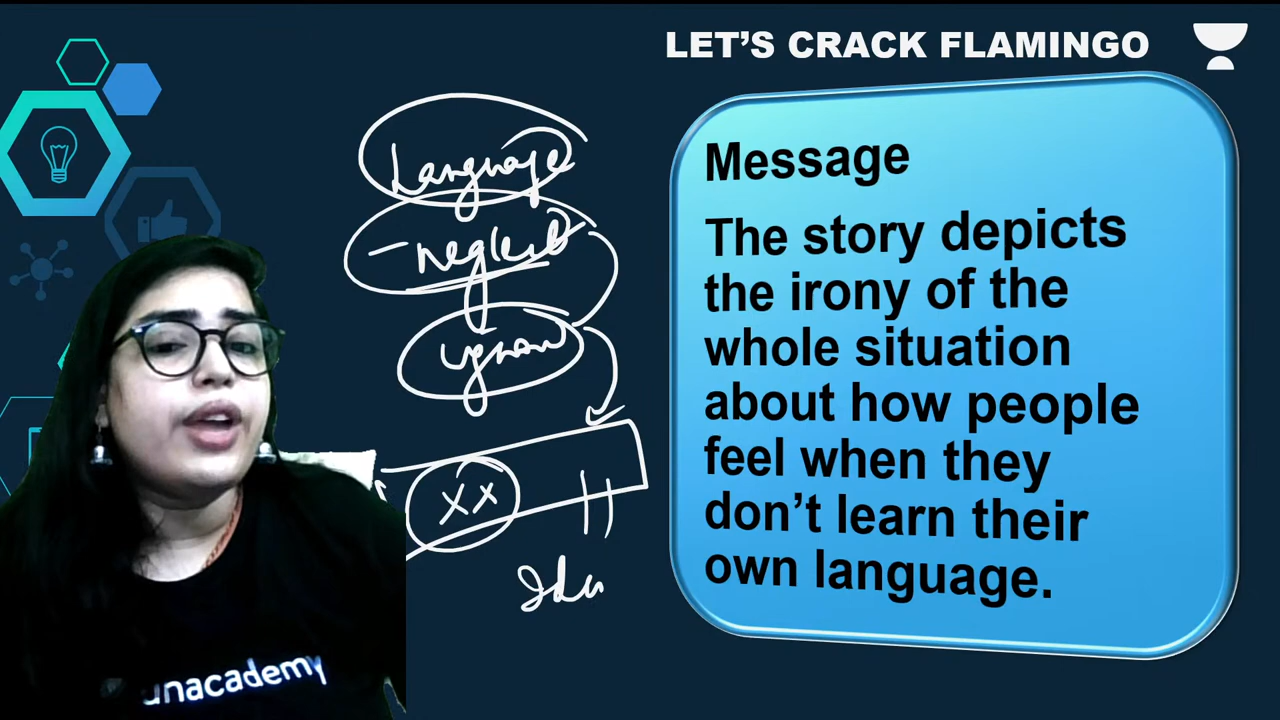 LET'S CRACK FLAMINGO
Language
- neglect
Message
The story depicts
the irony of the
whole situation
about how people
feel when they
don't learn their
own language.
XX
unacademy